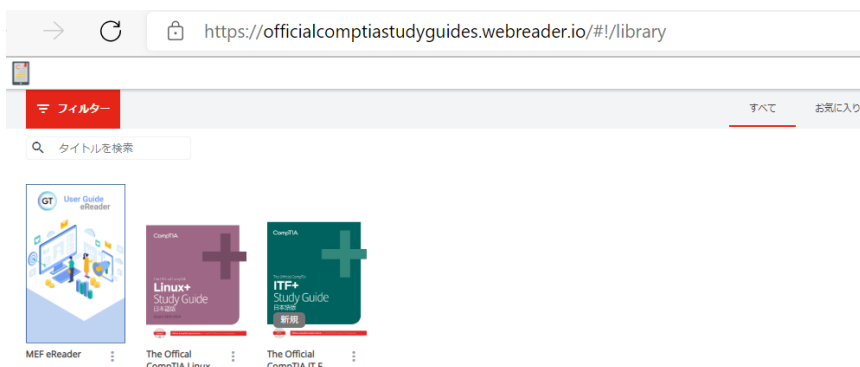 https://officialcomptiastudyguides.webreader.io/#!/library
フィルター
すべて
お気に入り
タイトルを検索
GT
User Guide
eReader
CompTIA
Linux+
Study Guide
日本語版
CompTIA
The Official CompTIA
ITF+
Study Guide
日本語版
新規
MEF eReader
The Offical
CompTIA Linux
The Official
CompTIA IT F